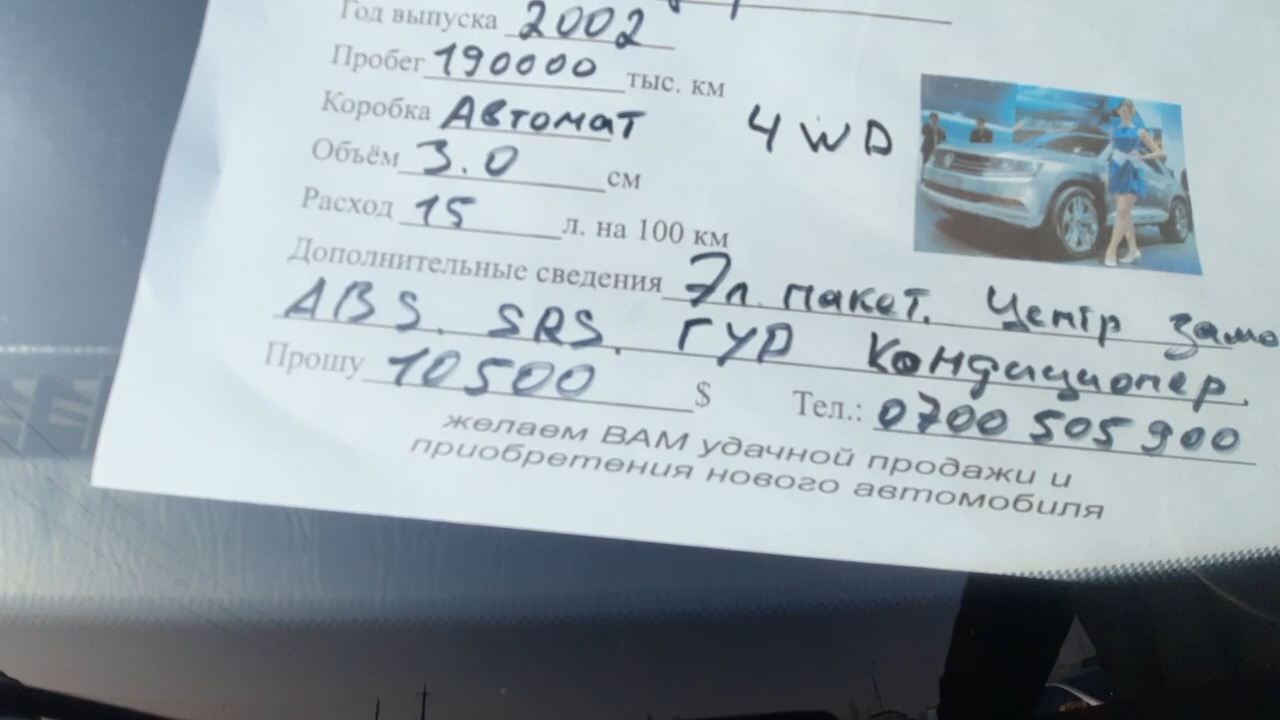 Год выпуска 2002
Пробег 190000 тыс. км
Коробка Автомат 4WD
Объём 3.0 см
Расход 15 л. на 100 км
Дополнительные сведения Эл. пакет. Центр замо
ABS. SRS. ГУР Кондиционер.
Прошу 10500 $ Тел.: 0700 505 900
желаем ВАМ удачной продажи и
приобретения нового автомобиля